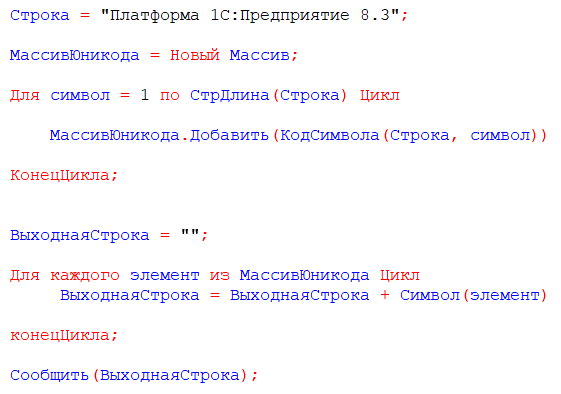 Строка = "Платформа 1С:Предприятие 8.3";
МассивЮникода = Новый Массив;
Для символ = 1 по СтрДлина(Строка) Цикл
МассивЮникода.Добавить(КодСимвола(Строка, символ))
КонецЦикла;
ВыходнаяСтрока = "";
Для каждого элемент из МассивЮникода Цикл
ВыходнаяСтрока = ВыходнаяСтрока + Символ(элемент)
конецЦикла;
Сообщить(ВыходнаяСтрока);